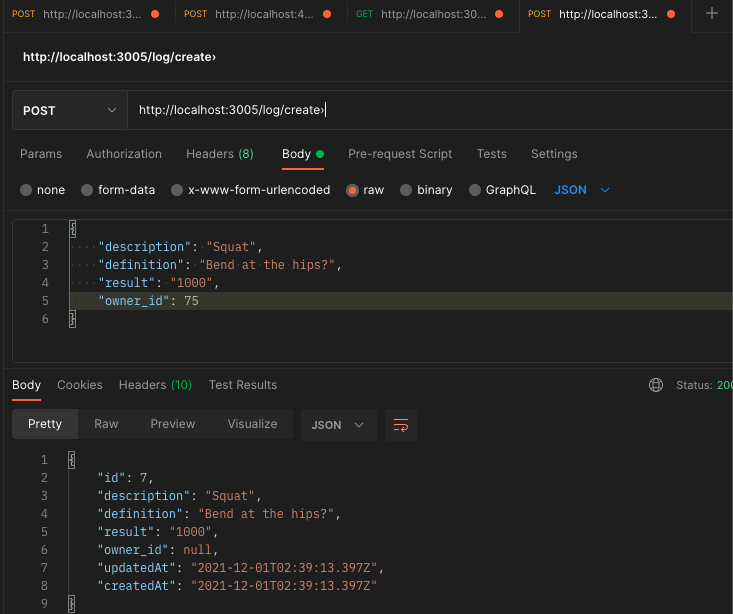 POST http://localhost:3... POST http://localhost:4... GET http://localhost:30... POST http://localhost:3... +
http://localhost:3005/log/create›
POST http://localhost:3005/log/create›
Params Authorization Headers (8) Body Pre-request Script Tests Settings
none form-data x-www-form-urlencoded raw binary GraphQL JSON
1 {
2 "description": "Squat",
3 "definition": "Bend at the hips?",
4 "result": "1000",
5 "owner_id": 75
6 }
Body Cookies Headers (10) Test Results Status: 200
Pretty Raw Preview Visualize JSON
1 {
2 "id": 7,
3 "description": "Squat",
4 "definition": "Bend at the hips?",
5 "result": "1000",
6 "owner_id": null,
7 "updatedAt": "2021-12-01T02:39:13.397Z",
8 "createdAt": "2021-12-01T02:39:13.397Z"
9 }